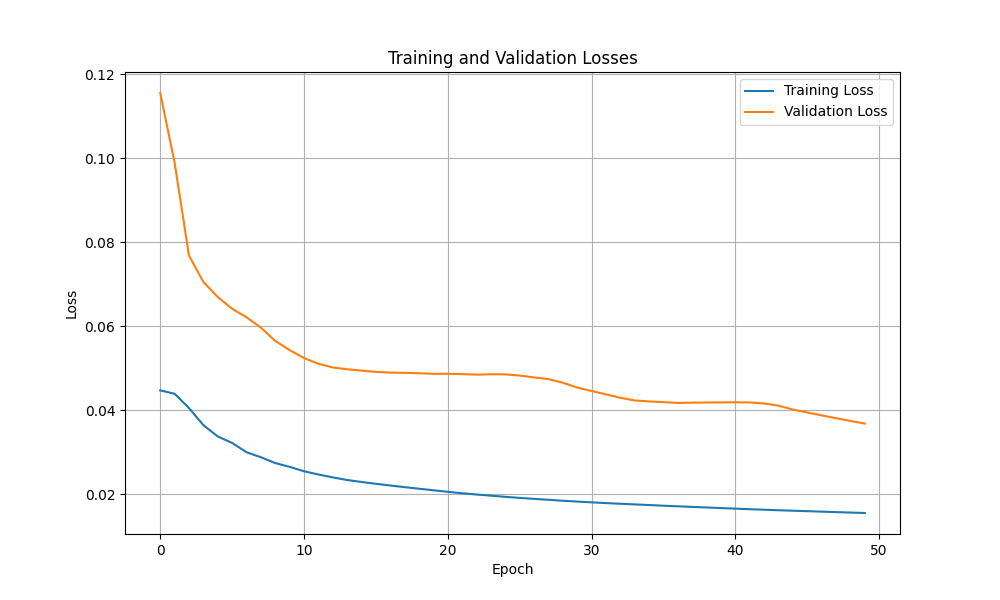 Training and Validation Losses
Training Loss
Validation Loss
0.12
0.10
0.08
0.06
0.04
0.02
Loss
0
10
20
30
40
50
Epoch